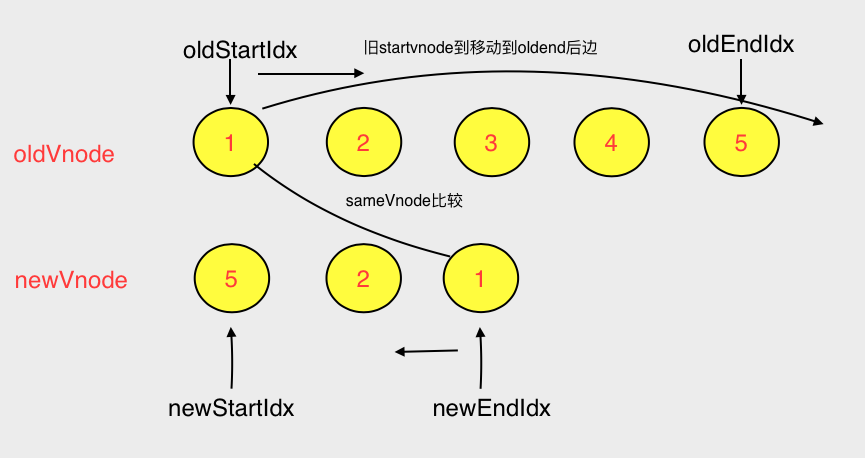 oldStartIdx
旧startvnode到移动到oldend后边
oldEndIdx
oldVnode
1
2
3
4
5
sameVnode比较
newVnode
5
2
1
newStartIdx
newEndIdx